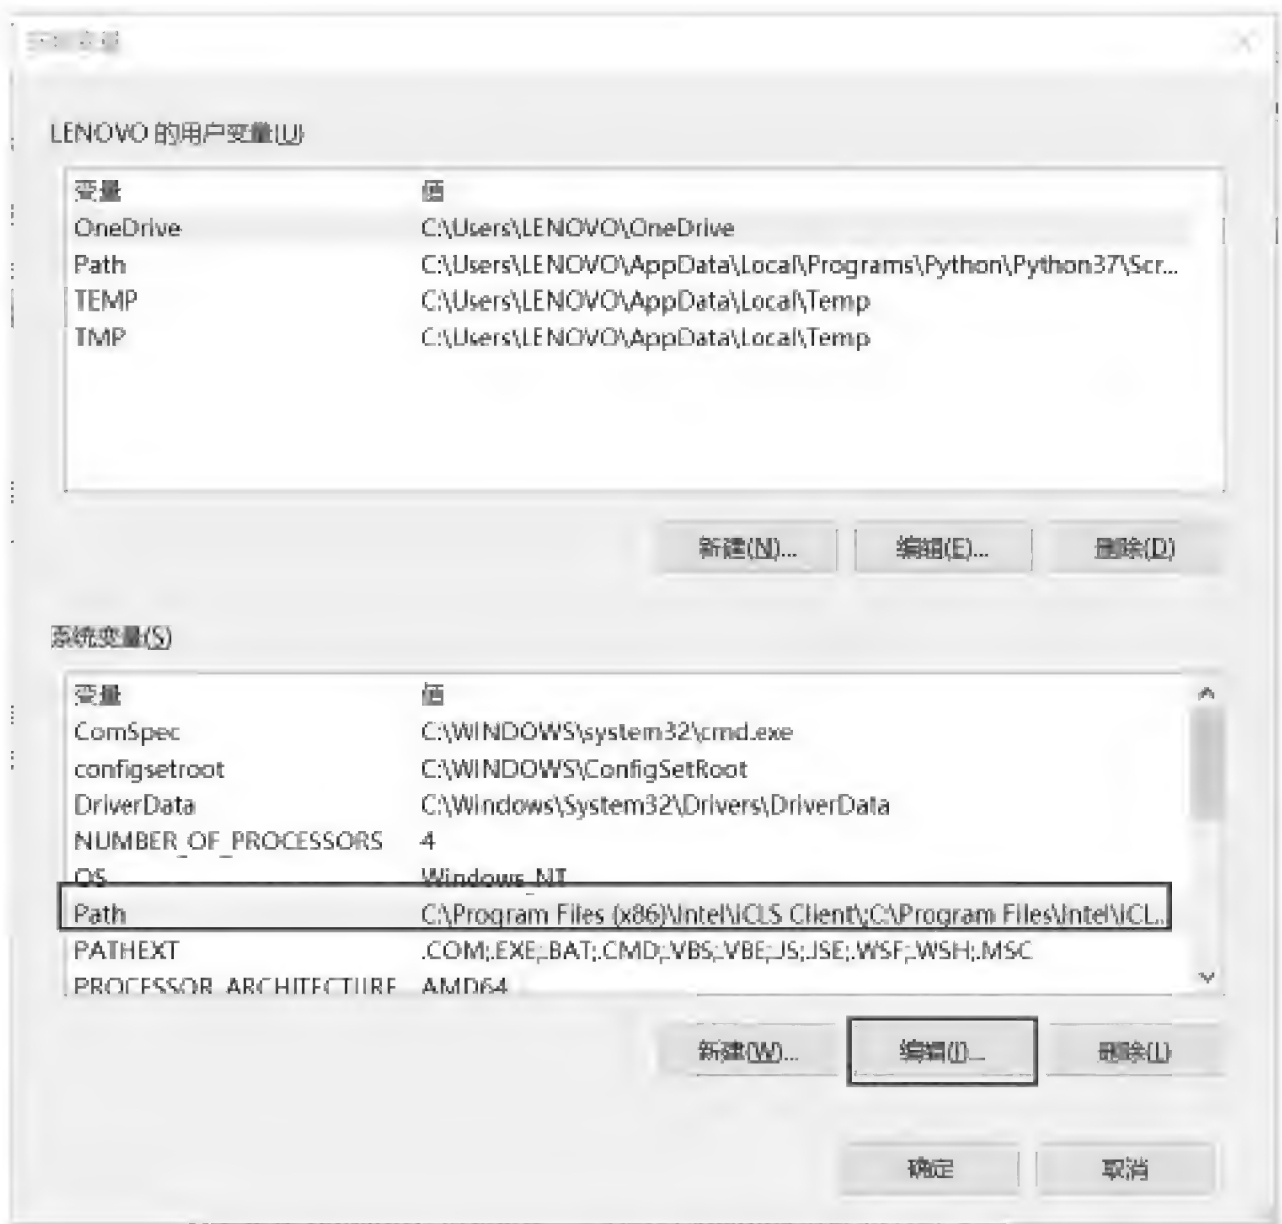 LENOVO 的用户变量(U)
变量 值
OneDrive C:\Users\LENOVO\OneDrive
Path C:\Users\LENOVO\AppData\Local\Programs\Python\Python37\Scr...
TEMP C:\Users\LENOVO\AppData\Local\Temp
TMP C:\Users\LENOVO\AppData\Local\Temp
新建(N)... 编辑(E)... 删除(D)
系统变量(S)
变量 值
ComSpec C:\WINDOWS\system32\cmd.exe
configsetroot C:\WINDOWS\ConfigSetRoot
DriverData C:\Windows\System32\Drivers\DriverData
NUMBER_OF_PROCESSORS 4
OS Windows_NT
Path C:\Program Files (x86)\Intel\iCLS Client\;C:\Program Files\Intel\iCL...
PATHEXT .COM;.EXE;.BAT;.CMD;.VBS;.VBE;.JS;.JSE;.WSF;.WSH;.MSC
PROCESSOR_ARCHITECTURE AMD64
新建(W)... 编辑(I)... 删除(L)
确定 取消